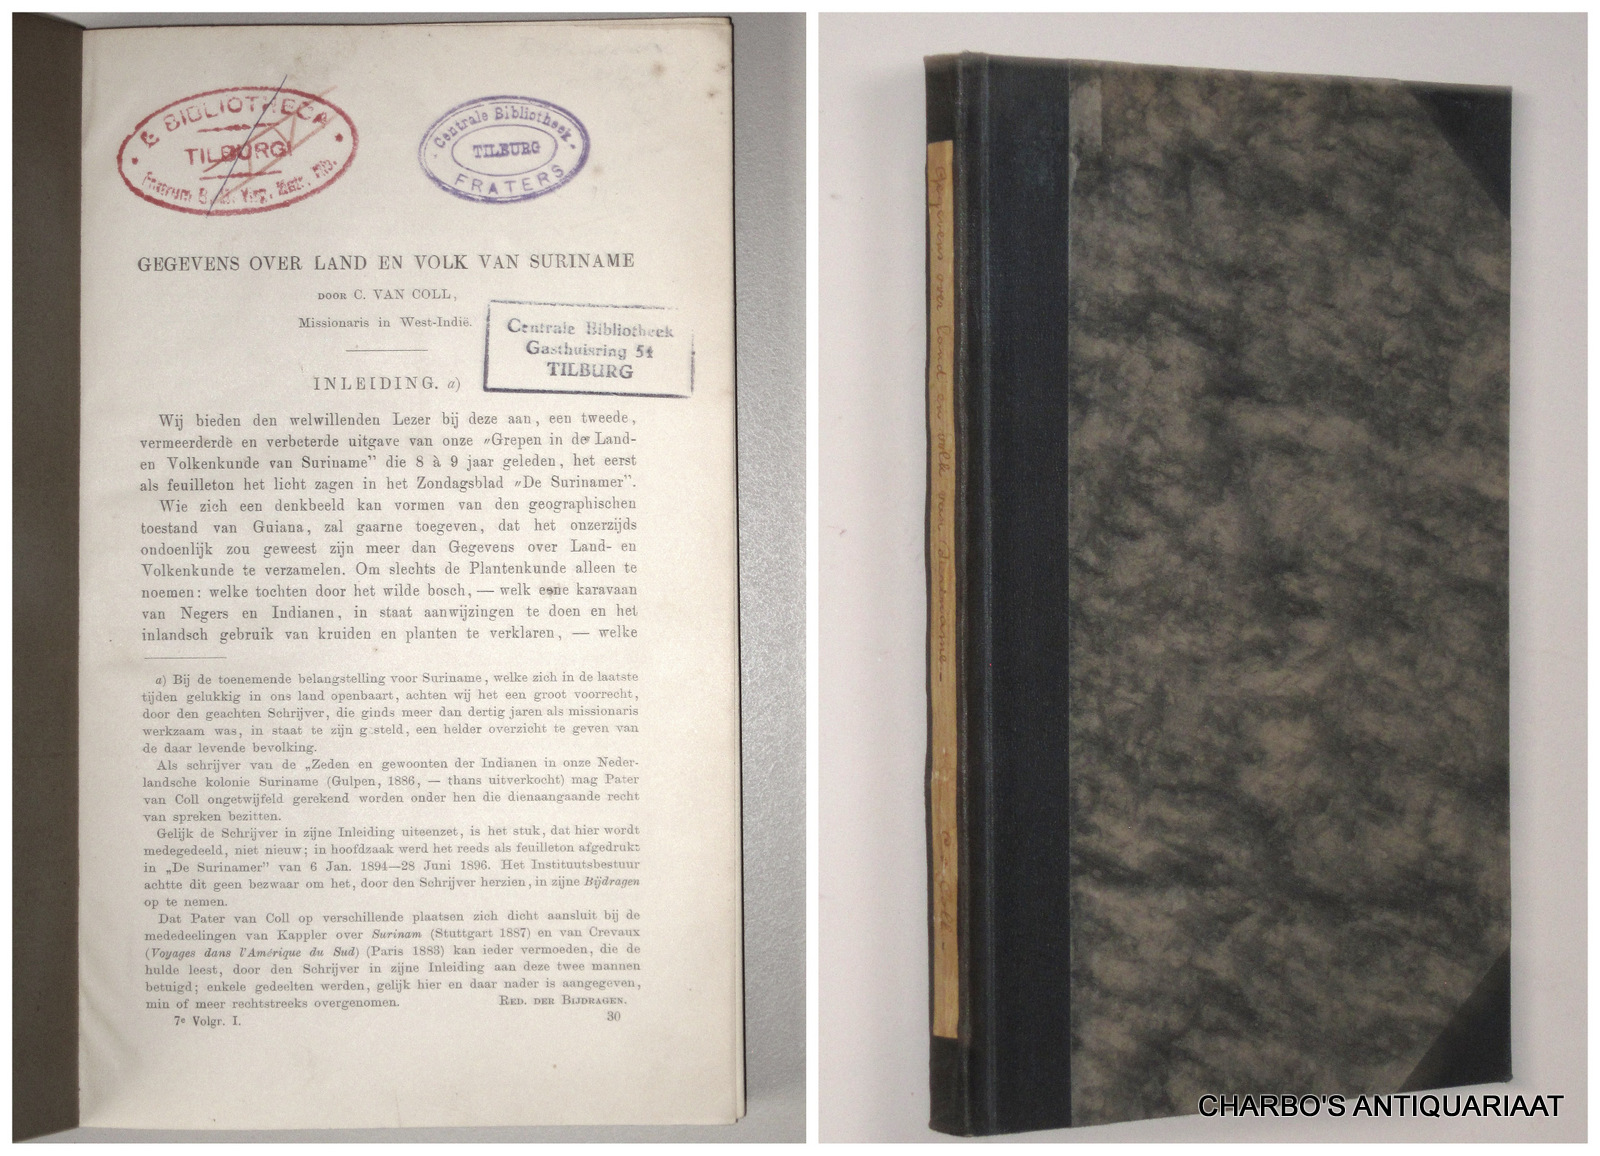 E BIBLIOTHECA
TILBURG
Fratrum B. M. V.
Centrale Bibliotheek
TILBURG
FRATERS
GEGEVENS OVER LAND EN VOLK VAN SURINAME
DOOR C. VAN COLL,
Missionaris in West-Indië.
Centrale Bibliotheek
Gasthuisring 54
TILBURG
INLEIDING. a)
Wij bieden den welwillenden Lezer bij deze aan, een tweede,
vermeerderde en verbeterde uitgave van onze „Grepen in de Land-
en Volkenkunde van Suriname” die 8 à 9 jaar geleden, het eerst
als feuilleton het licht zagen in het Zondagsblad „De Surinamer”.
Wie zich een denkbeeld kan vormen van den geographischen
toestand van Guiana, zal gaarne toegeven, dat het onzerzijds
ondoenlijk zou geweest zijn meer dan Gegevens over Land- en
Volkenkunde te verzamelen. Om slechts de Plantenkunde alleen te
noemen: welke tochten door het wilde bosch, — welk eene karavaan
van Negers en Indianen, in staat aanwijzingen te doen en het
inlandsch gebruik van kruiden en planten te verklaren, — welke
a) Bij de toenemende belangstelling voor Suriname, welke zich in de laatste
tijden gelukkig in ons land openbaart, achten wij het een groot voorrecht,
door den geachten Schrijver, die ginds meer dan dertig jaren als missionaris
werkzaam was, in staat te zijn gesteld, een helder overzicht te geven van
de daar levende bevolking.
Als schrijver van de „Zeden en gewoonten der Indianen in onze Neder-
landsche kolonie Suriname (Gulpen, 1886, — thans uitverkocht) mag Pater
van Coll ongetwijfeld gerekend worden onder hen die dienaangaande recht
van spreken bezitten.
Gelijk de Schrijver in zijne Inleiding uiteenzet, is het stuk, dat hier wordt
medegedeeld, niet nieuw; in hoofdzaak werd het reeds als feuilleton afgedrukt
in „De Surinamer” van 6 Jan. 1894—28 Juni 1896. Het Instituutsbestuur
achtte dit geen bezwaar om het, door den Schrijver herzien, in zijne Bijdragen
op te nemen.
Dat Pater van Coll op verschillende plaatsen zich dicht aansluit bij de
mededeelingen van Kappler over Surinam (Stuttgart 1887) en van Crevaux
(Voyages dans l'Amérique du Sud) (Paris 1883) kan ieder vermoeden, die de
hulde leest, door den Schrijver in zijne Inleiding aan deze twee mannen
betuigd; enkele gedeelten werden, gelijk hier en daar nader is aangegeven,
min of meer rechtstreeks overgenomen. RED. DER BIJDRAGEN.
7e Volgr. I. 30
Gegevens over land en volk van Suriname - C. v. Coll -
CHARBO'S ANTIQUARIAAT